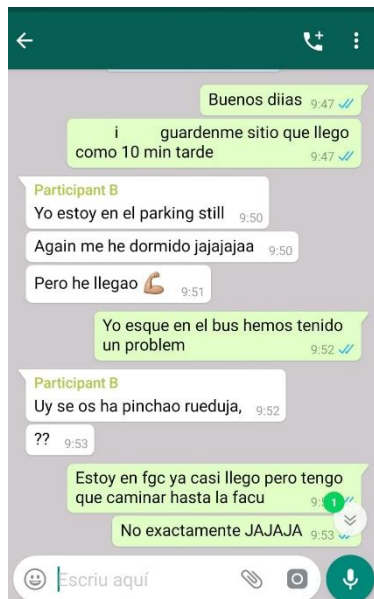 Buenos diias 9:47
i guardenme sitio que llego
como 10 min tarde 9:47
Participant B
Yo estoy en el parking still 9:50
Again me he dormido jajajajaa 9:50
Pero he llegao 9:51
Yo esque en el bus hemos tenido
un problem 9:52
Participant B
Uy se os ha pinchao rueduja, 9:52
?? 9:53
Estoy en fgc ya casi llego pero tengo
que caminar hasta la facu
1
No exactamente JAJAJA 9:53
Escriu aquí